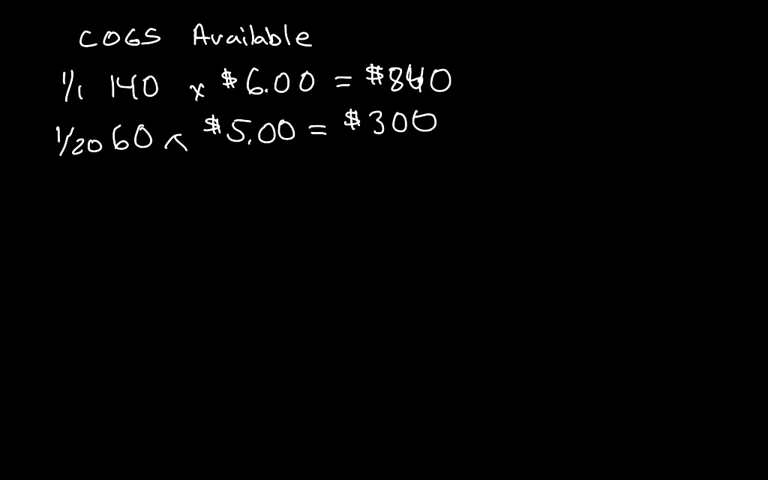 COGS Available
1/1 140 x $6.00 = $840
1/20 60 x $5.00 = $300